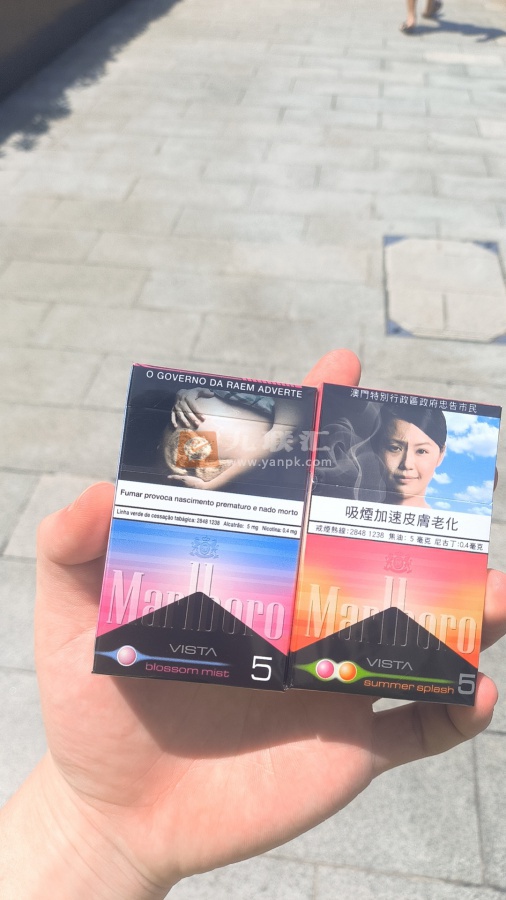 O GOVERNO DA RAEM ADVERTE
Fumar provoca nascimento prematuro e nado morto
Linha verde de cessação tabágica: 2848 1238 Alcatrão: 5 mg Nicotina: 0.4 mg
Marlboro
VISTA
blossom mist
5
澳門特別行政區政府忠告市民
吸煙加速皮膚老化
戒煙熱線: 2848 1238 焦油: 5 毫克 尼古丁: 0.4毫克
Marlboro
VISTA
summer splash
5
www.yanpk.com